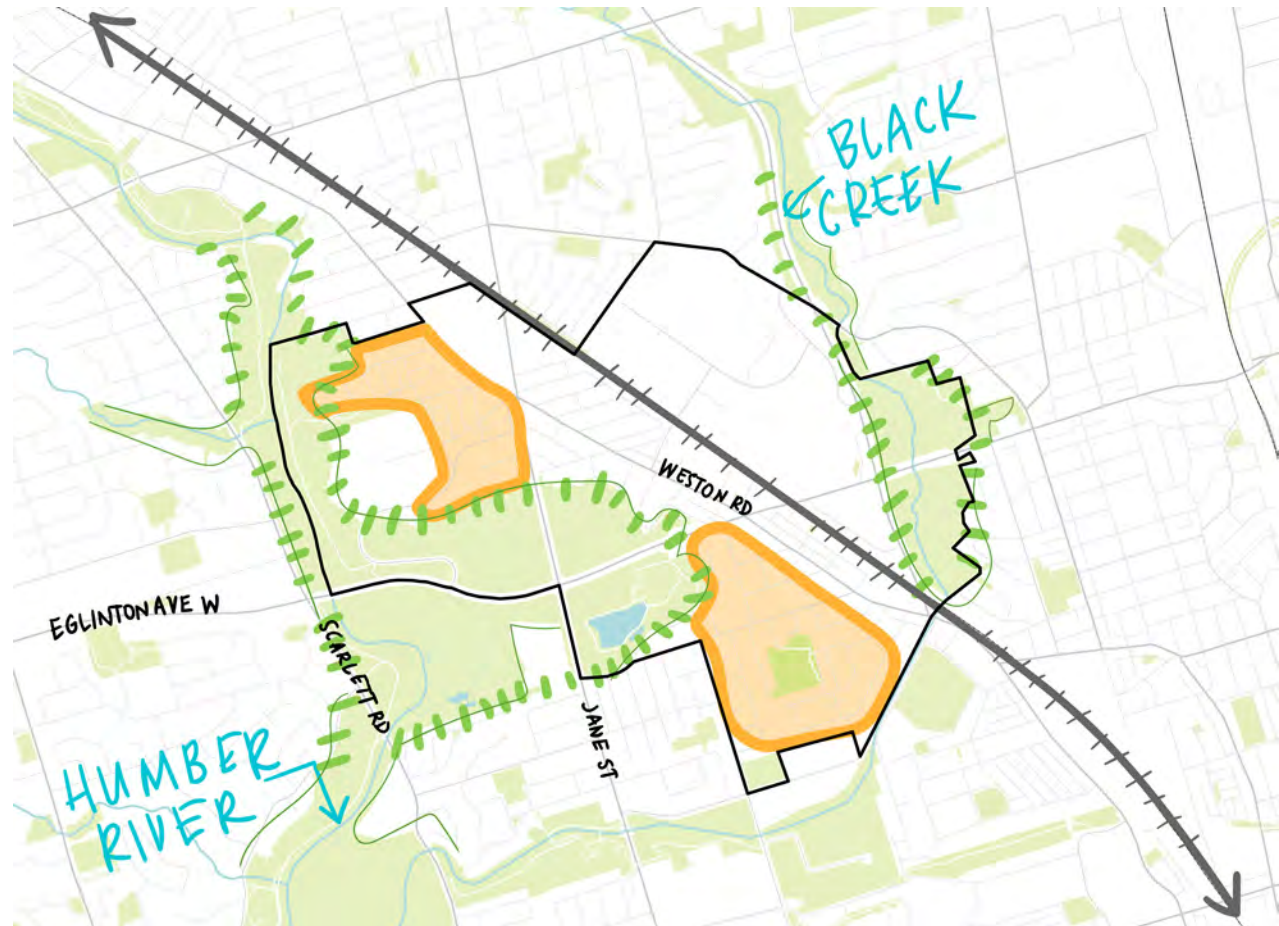 BLACK
CREEK
WESTON RD
EGLINTON AVE W
SCARLETT RD
JANE ST
HUMBER
RIVER